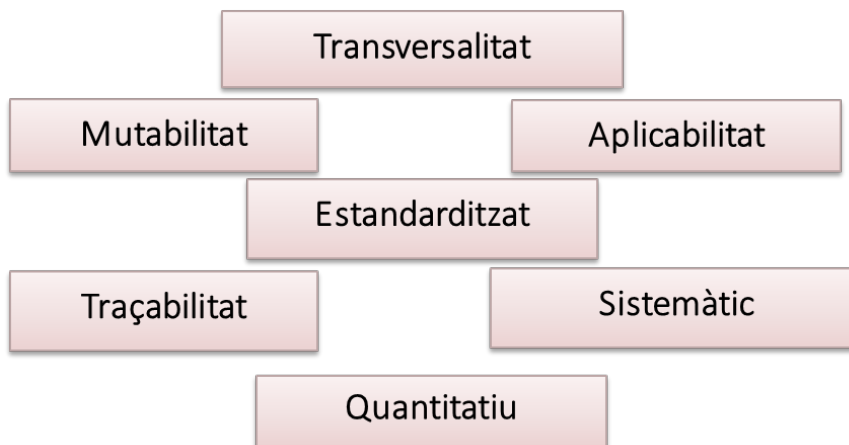 Transversalitat
Mutabilitat
Aplicabilitat
Estandarditzat
Traçabilitat
Sistemàtic
Quantitatiu